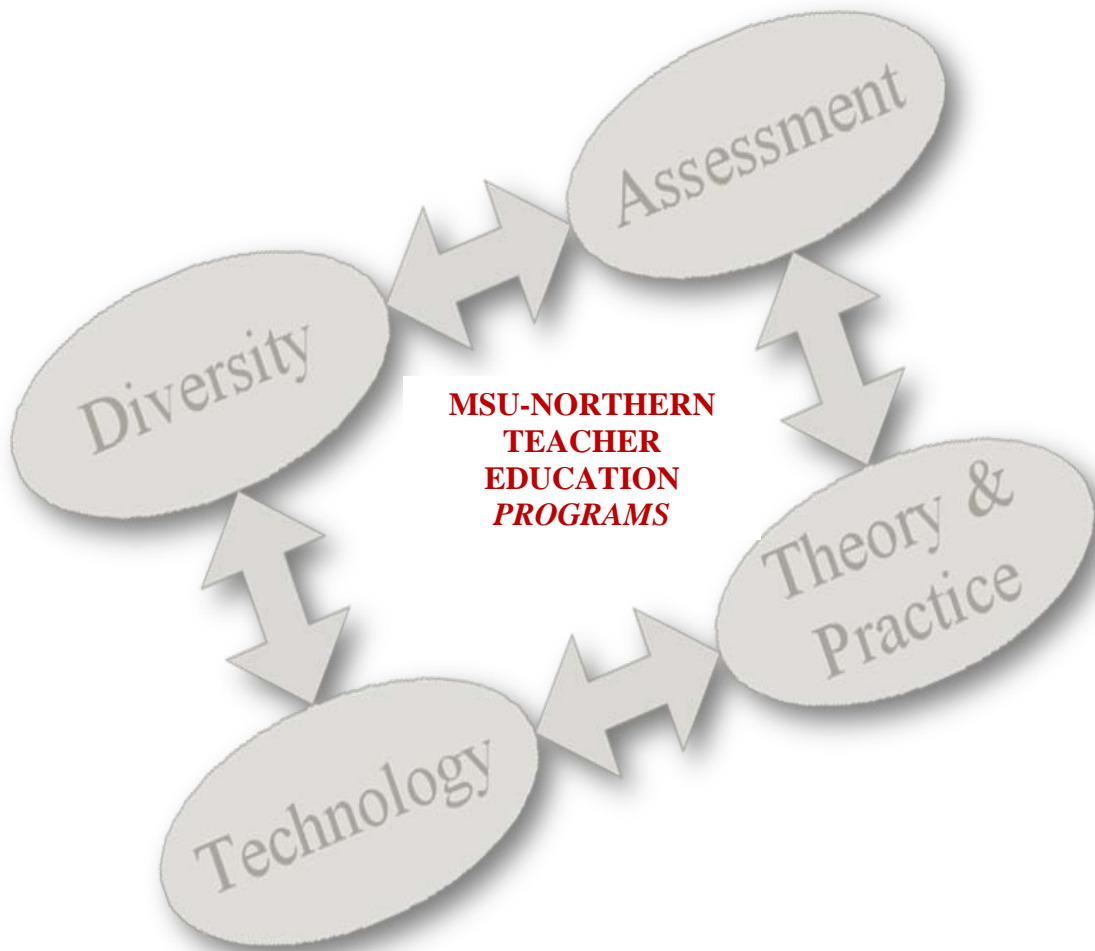 Assessment
Diversity
MSU-NORTHERN
TEACHER
EDUCATION
PROGRAMS
Theory &
Practice
Technology